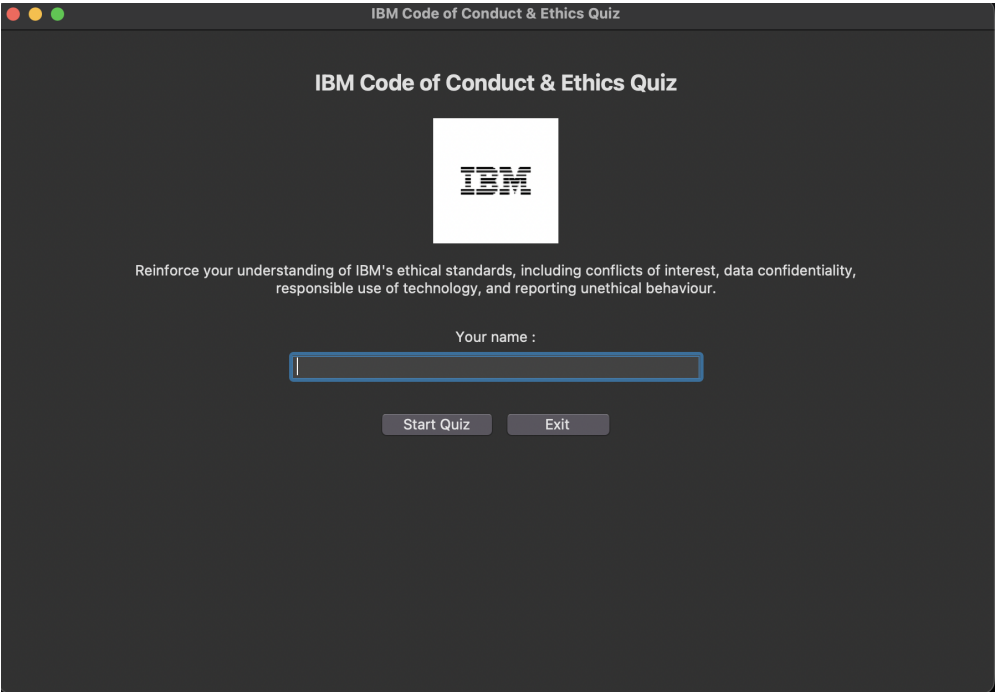 IBM Code of Conduct & Ethics Quiz
IBM Code of Conduct & Ethics Quiz
IBM
Reinforce your understanding of IBM's ethical standards, including conflicts of interest, data confidentiality,
responsible use of technology, and reporting unethical behaviour.
Your name :
Start Quiz Exit